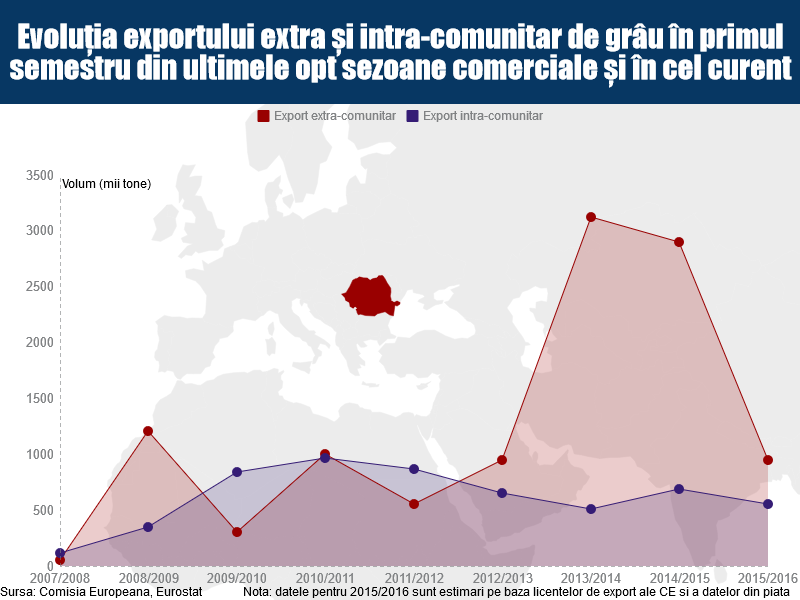 Evoluția exportului extra și intra-comunitar de grâu în primul
semestru din ultimele opt sezoane comerciale și în cel curent
Export extra-comunitar Export intra-comunitar
3500
Volum (mii tone)
3000
2500
2000
1500
1000
500
0
2007/2008 2008/2009 2009/2010 2010/2011 2011/2012 2012/2013 2013/2014 2014/2015 2015/2016
Sursa: Comisia Europeana, Eurostat Nota: datele pentru 2015/2016 sunt estimari pe baza licentelor de export ale CE si a datelor din piata